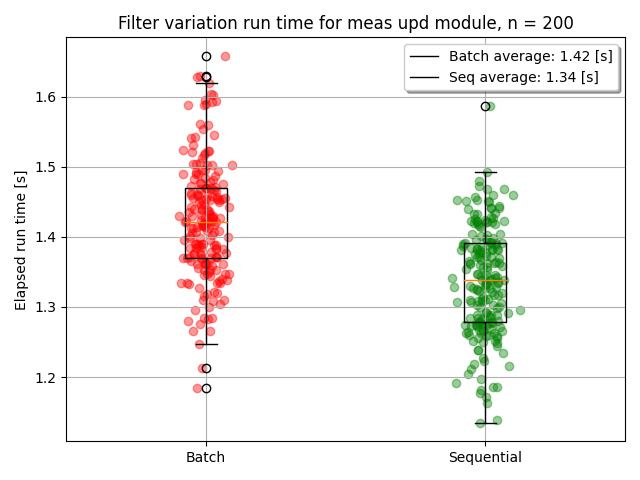 Filter variation run time for meas upd module, n = 200
Batch average: 1.42 [s]
Seq average: 1.34 [s]
Elapsed run time [s]
1.6
1.5
1.4
1.3
1.2
Batch
Sequential